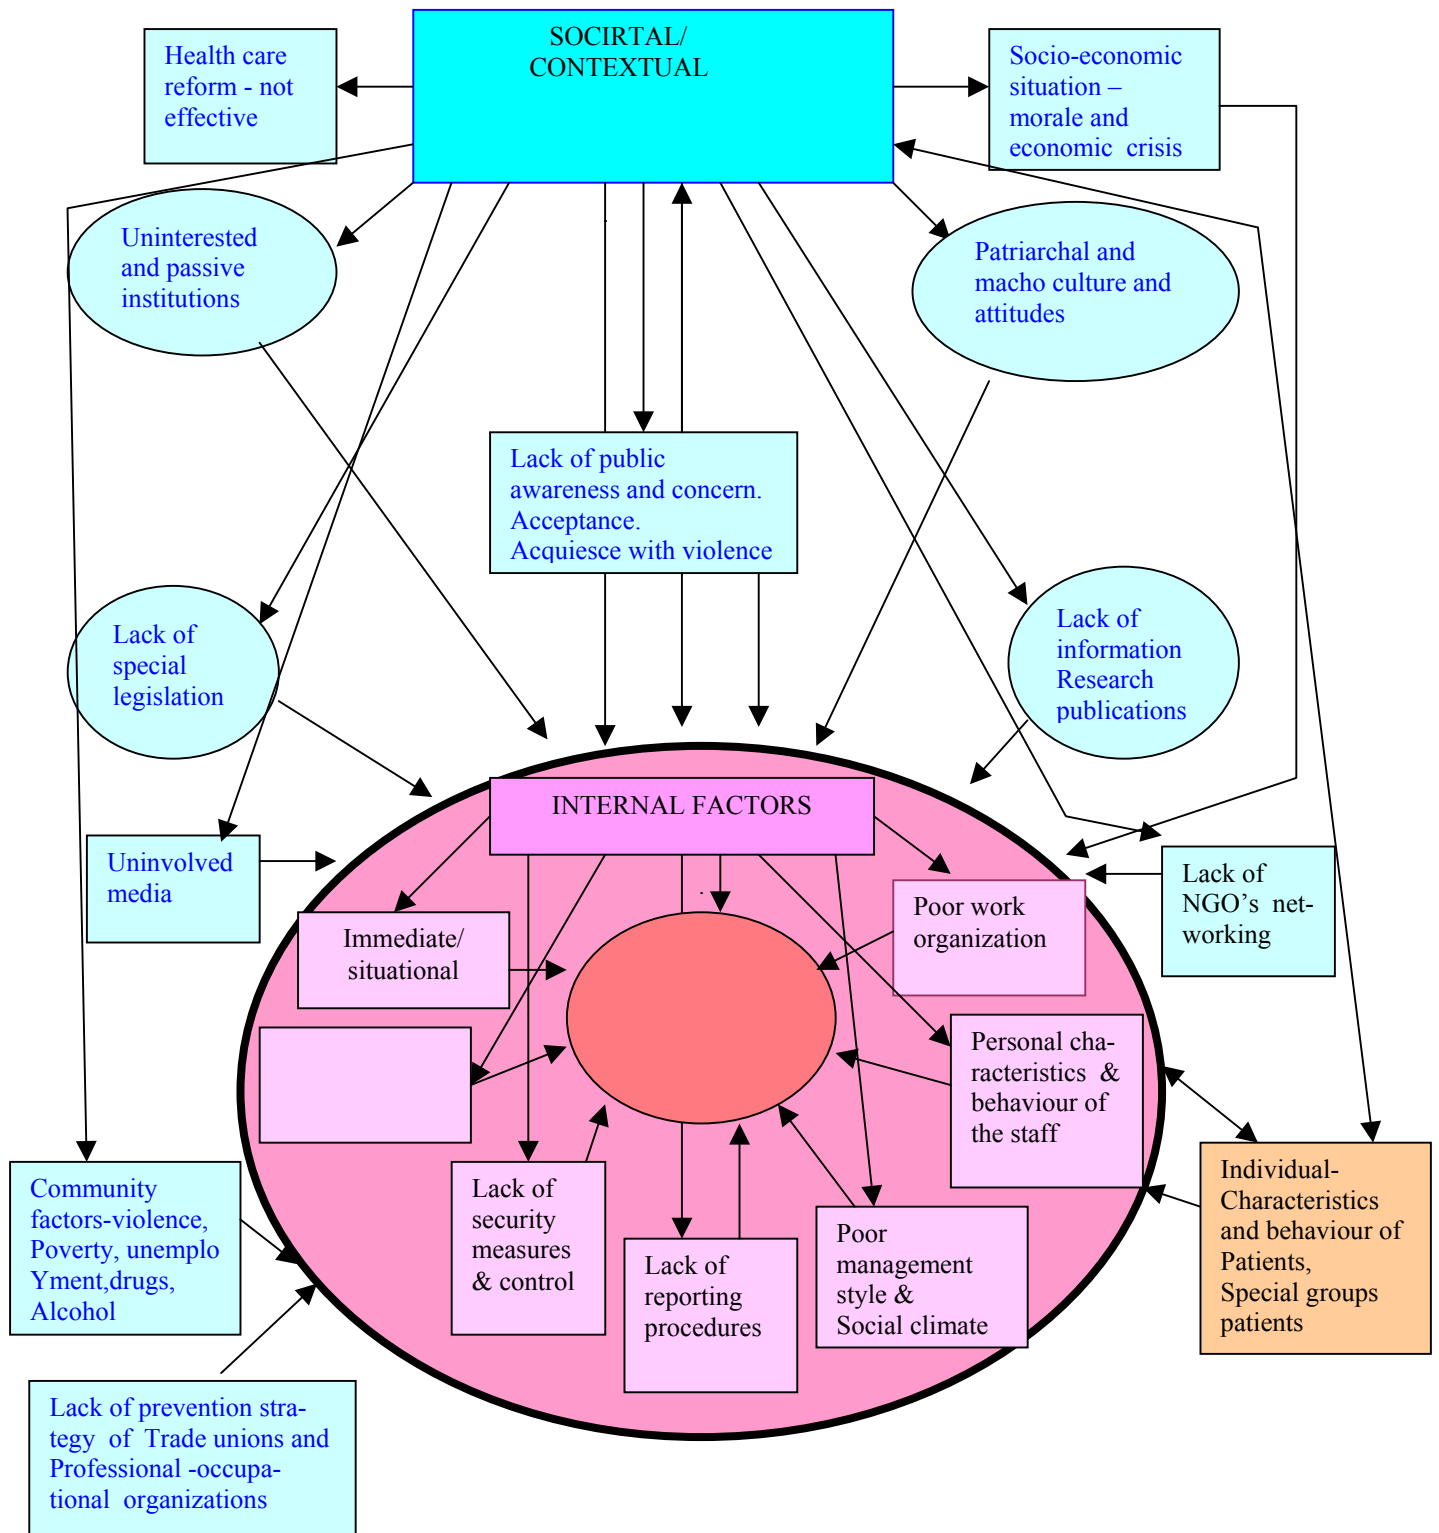 SOCIRTAL/
CONTEXTUAL
Health care
reform - not
effective
Socio-economic
situation –
morale and
economic crisis
Uninterested
and passive
institutions
Patriarchal and
macho culture and
attitudes
Lack of public
awareness and concern.
Acceptance.
Acquiesce with violence
Lack of
special
legislation
Lack of
information
Research
publications
INTERNAL FACTORS
Uninvolved
media
Lack of
NGO’s net-
working
Immediate/
situational
Poor work
organization
Personal cha-
racteristics &
behaviour of
the staff
Community
factors-violence,
Poverty, unemplo
Yment,drugs,
Alcohol
Lack of
security
measures
& control
Lack of
reporting
procedures
Poor
management
style &
Social climate
Individual-
Characteristics
and behaviour of
Patients,
Special groups
patients
Lack of prevention stra-
tegy of Trade unions and
Professional -occupa-
tional organizations